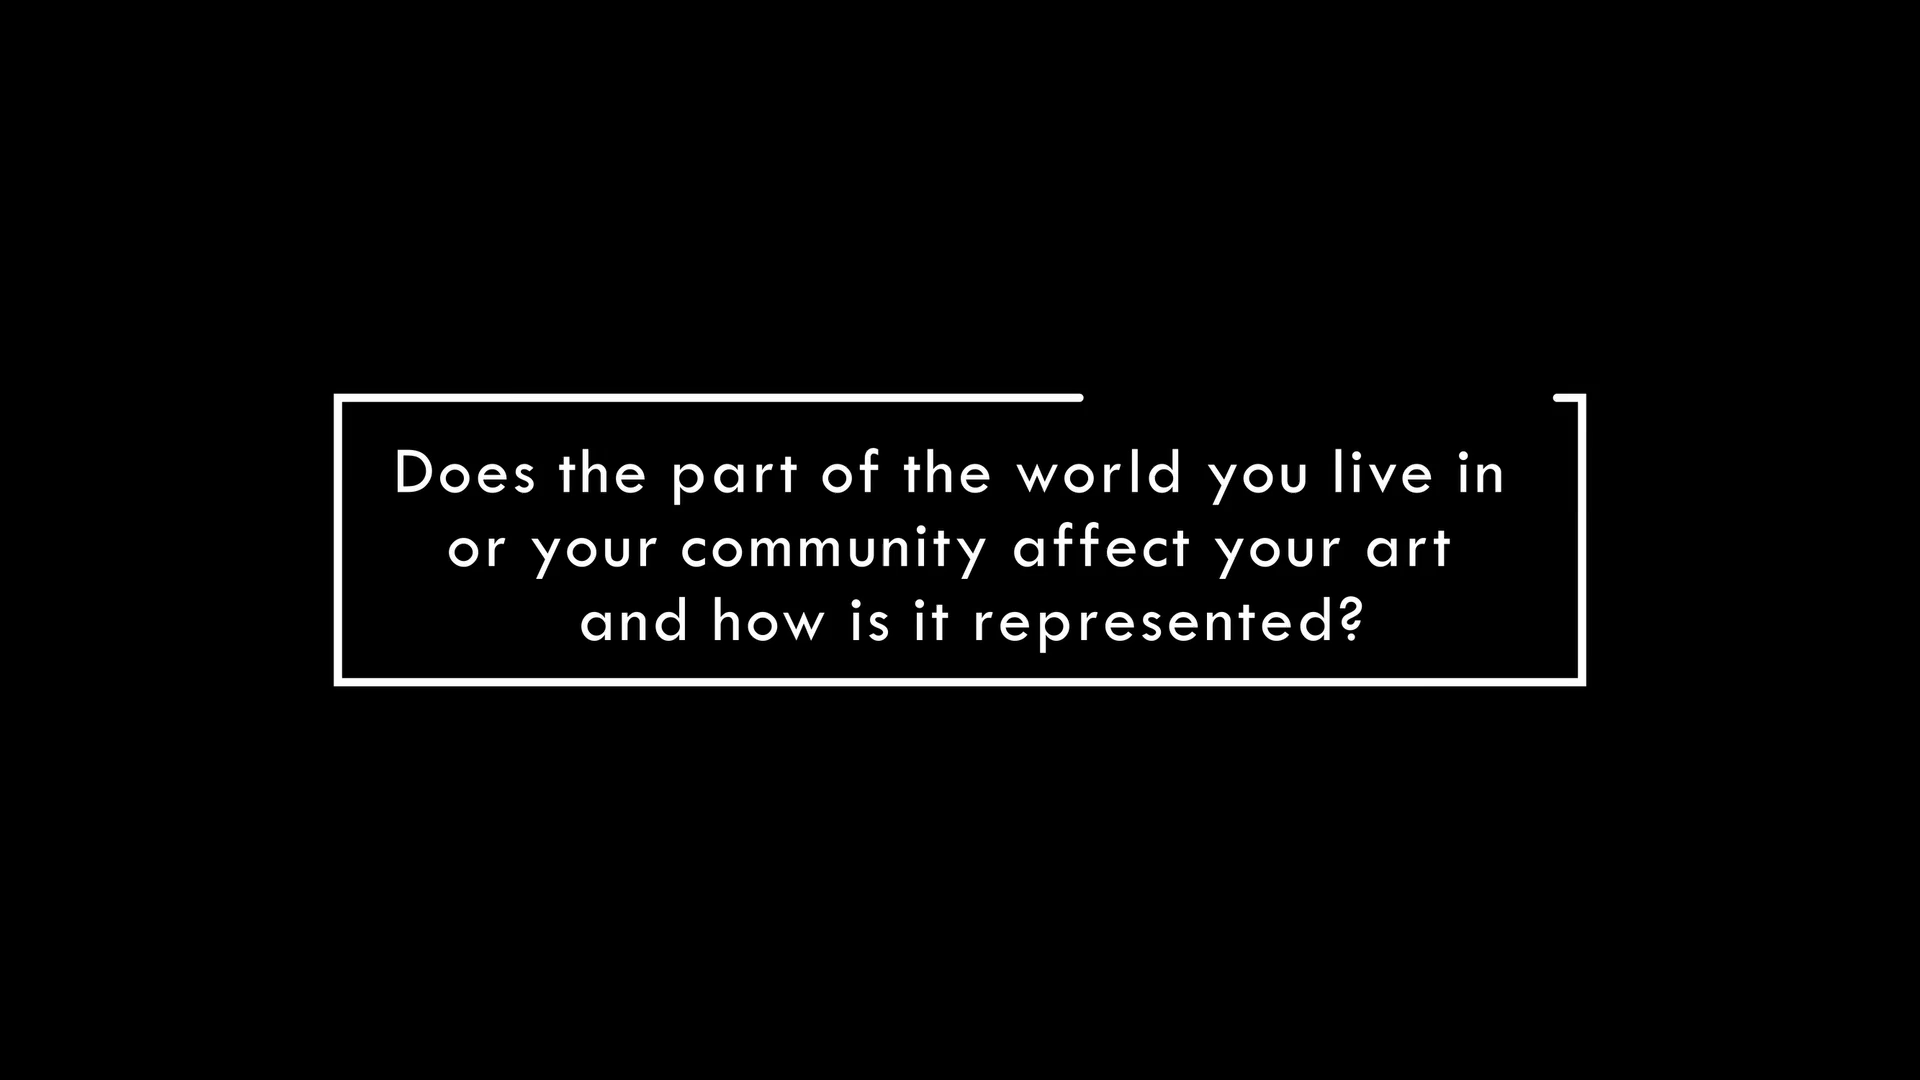 Does the part of the world you live in
or your community affect your art
and how is it represented?